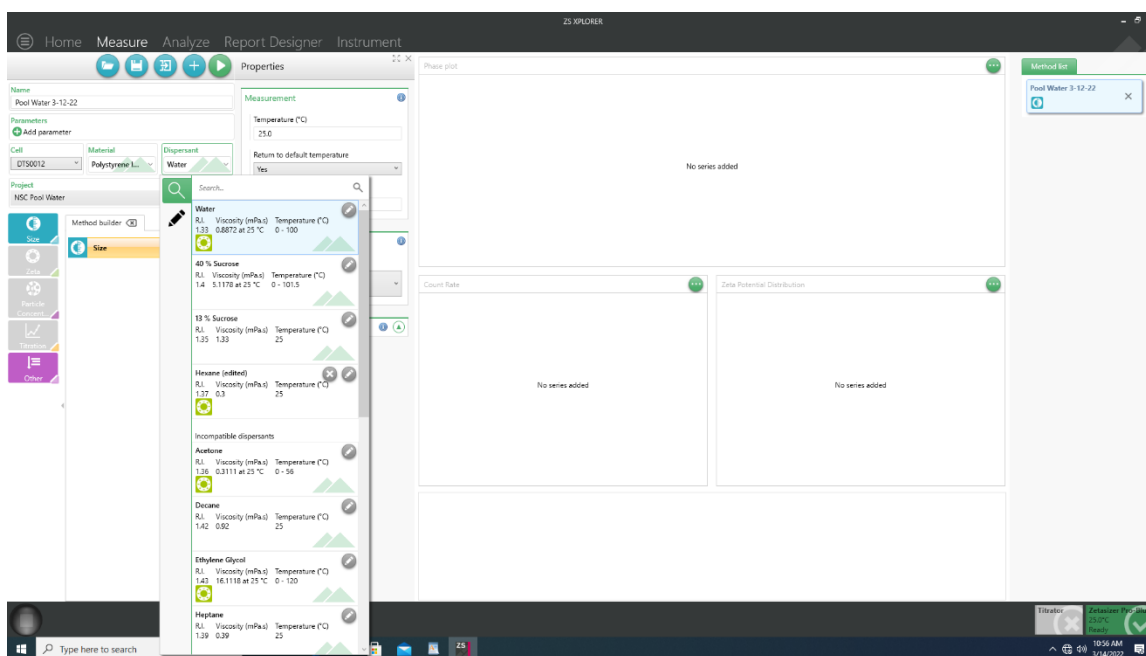 ZS XPLORER
Home Measure Analyze Report Designer Instrument
Properties
Name
Pool Water 3-12-22
Parameters
Add parameter
Cell Material Dispersant
DTS0012 Polystyrene l... Water
Project
NSC Pool Water
Size
Zeta
Particle
Concent...
Titration
Other
Method builder
Size
Measurement
Temperature (°C)
25.0
Return to default temperature
Yes
Search...
Water
R.I. Viscosity (mPa.s) Temperature (°C)
1.33 0.8872 at 25 °C 0 - 100
40 % Sucrose
R.I. Viscosity (mPa.s) Temperature (°C)
1.4 5.1178 at 25 °C 0 - 101.5
13 % Sucrose
R.I. Viscosity (mPa.s) Temperature (°C)
1.35 1.33 25
Hexane (edited)
R.I. Viscosity (mPa.s) Temperature (°C)
1.37 0.3 25
Incompatible dispersants
Acetone
R.I. Viscosity (mPa.s) Temperature (°C)
1.36 0.3111 at 25 °C 0 - 56
Decane
R.I. Viscosity (mPa.s) Temperature (°C)
1.42 0.92 25
Ethylene Glycol
R.I. Viscosity (mPa.s) Temperature (°C)
1.43 16.1118 at 25 °C 0 - 120
Heptane
R.I. Viscosity (mPa.s) Temperature (°C)
1.39 0.39 25
Phase plot
No series added
Count Rate
No series added
Zeta Potential Distribution
No series added
Method list
Pool Water 3-12-22
Titrator
Zetasizer Pro-Blu
25.0°C
Ready
Type here to search
ZS
10:56 AM
3/14/2022